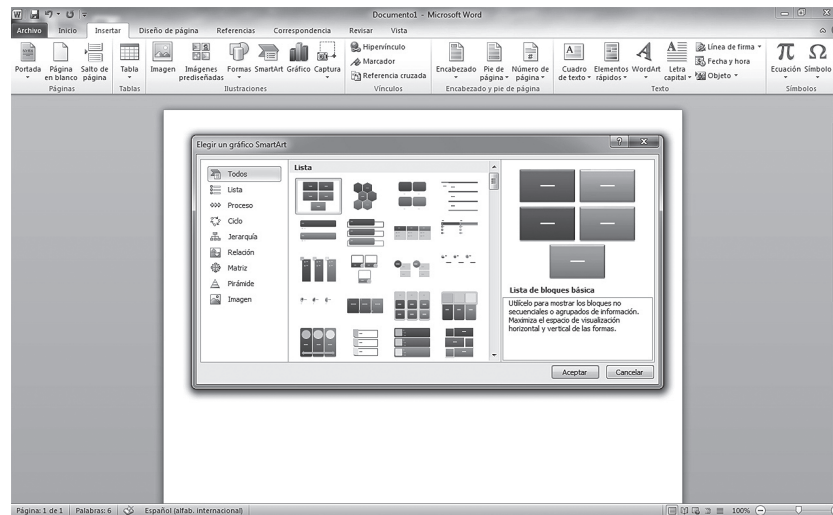 Documento1 - Microsoft Word
Archivo Inicio Insertar Diseño de página Referencias Correspondencia Revisar Vista
Portada Página en blanco Salto de página
Páginas
Tabla
Tablas
Imagen Imágenes prediseñadas Formas SmartArt Gráfico Captura
Ilustraciones
Hipervínculo
Marcador
Referencia cruzada
Vínculos
Encabezado Pie de página Número de página
Encabezado y pie de página
Cuadro de texto Elementos rápidos WordArt Letra capital
Línea de firma
Fecha y hora
Objeto
Texto
Ecuación Símbolo
Símbolos
Elegir un gráfico SmartArt
Todos
Lista
Proceso
Ciclo
Jerarquía
Relación
Matriz
Pirámide
Imagen
Lista
Lista de bloques básica
Utilícelo para mostrar los bloques no
secuenciales o agrupados de información.
Maximiza el espacio de visualización
horizontal y vertical de las formas.
Aceptar Cancelar
Página: 1 de 1 Palabras: 6 Español (alfab. internacional) 100%